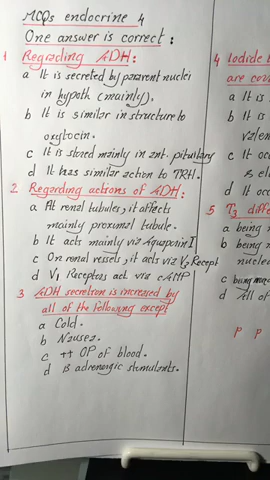 MCQs endocrine 4
One answer is correct :
1 Regrading ADH :
a It is secreted by paravent nuclei
in hypoth (mainly).
b It is similar in structure to
oxytocin.
c It is stored mainly in ant. pituitary
d It has similar action to TRH.
2 Regarding actions of ADH :
a At renal tubules, it affects
mainly proximal tubule.
b It acts mainly via Aquaporin I
c On renal vessels, it acts via V2 Recept
d V1 Receptors act via cAMP
3 ADH secretion is increased by
all of the following except
a Cold.
b Nausea.
c ++ OP of blood.
d B adrenergic stimulants.
4 Iodide
are co
a It is
b It is
c It oc
d It occ
5 T3 diff
a being
b being
nucle
c being
d All of
P P